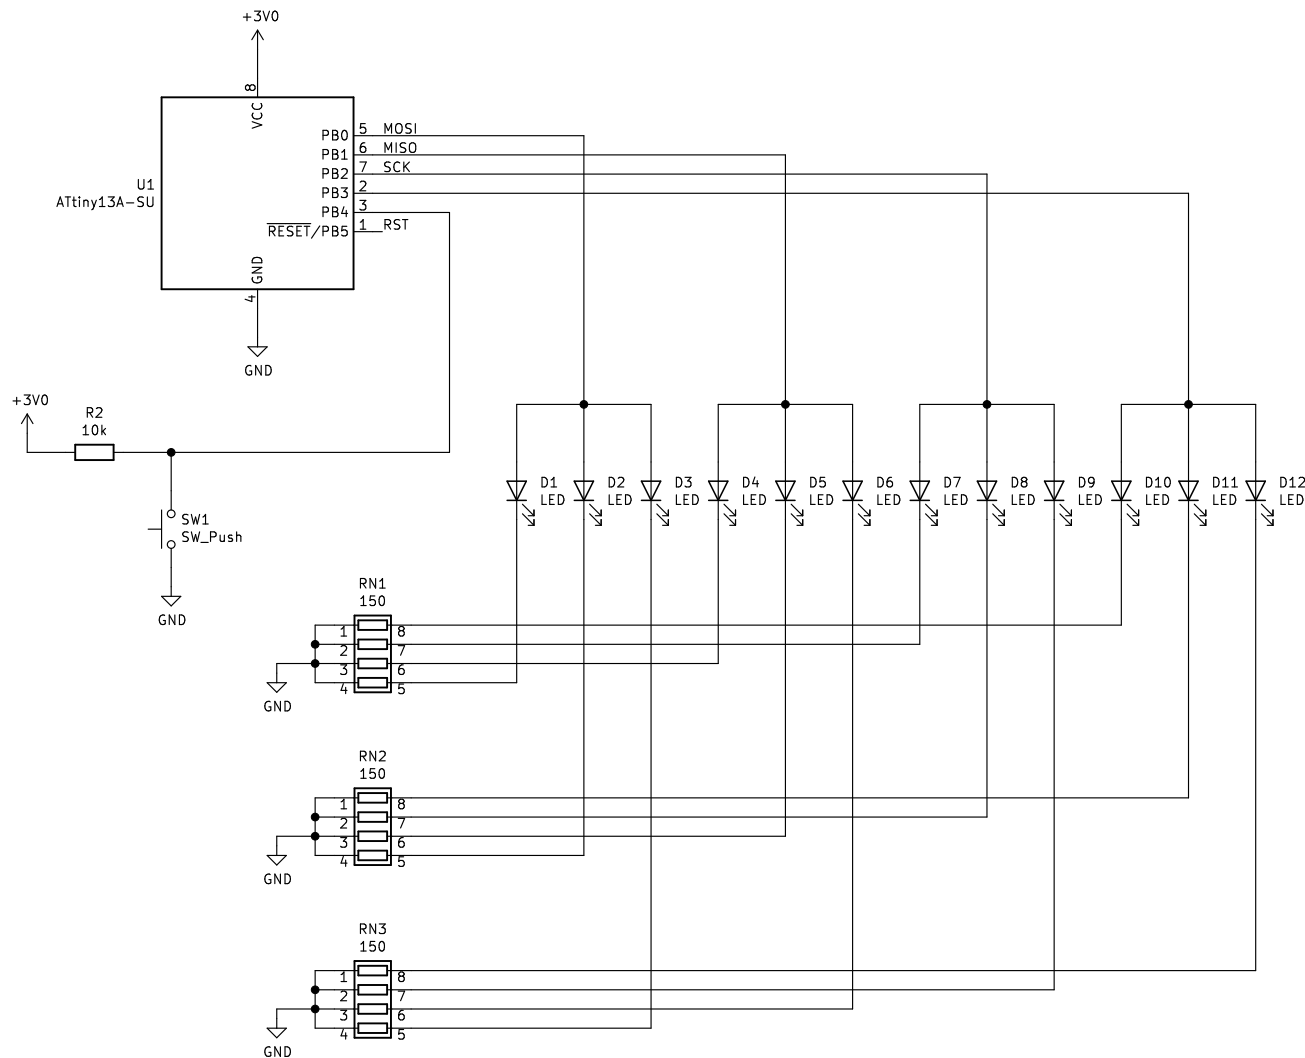 +3V0
8
VCC
PB0 5 MOSI
PB1 6 MISO
PB2 7 SCK
PB3 2
PB4 3
RESET/PB5 1 RST
U1
ATtiny13A-SU
GND
4
GND
+3V0
R2
10k
SW1
SW_Push
GND
D1
LED
D2
LED
D3
LED
D4
LED
D5
LED
D6
LED
D7
LED
D8
LED
D9
LED
D10
LED
D11
LED
D12
LED
RN1
150
1 8
2 7
3 6
4 5
GND
RN2
150
1 8
2 7
3 6
4 5
GND
RN3
150
1 8
2 7
3 6
4 5
GND